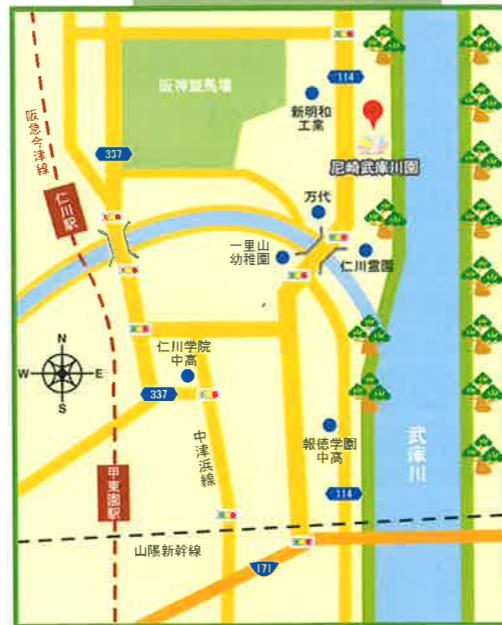 阪神競馬場
114
新明和
工業
阪急今津線
337
尼崎武庫川園
仁川駅
万代
一里山
幼稚園
仁川霊園
N
W
E
S
仁川学院
中高
337
中津浜線
報徳学園
中高
武庫川
甲東園駅
114
山陽新幹線
171